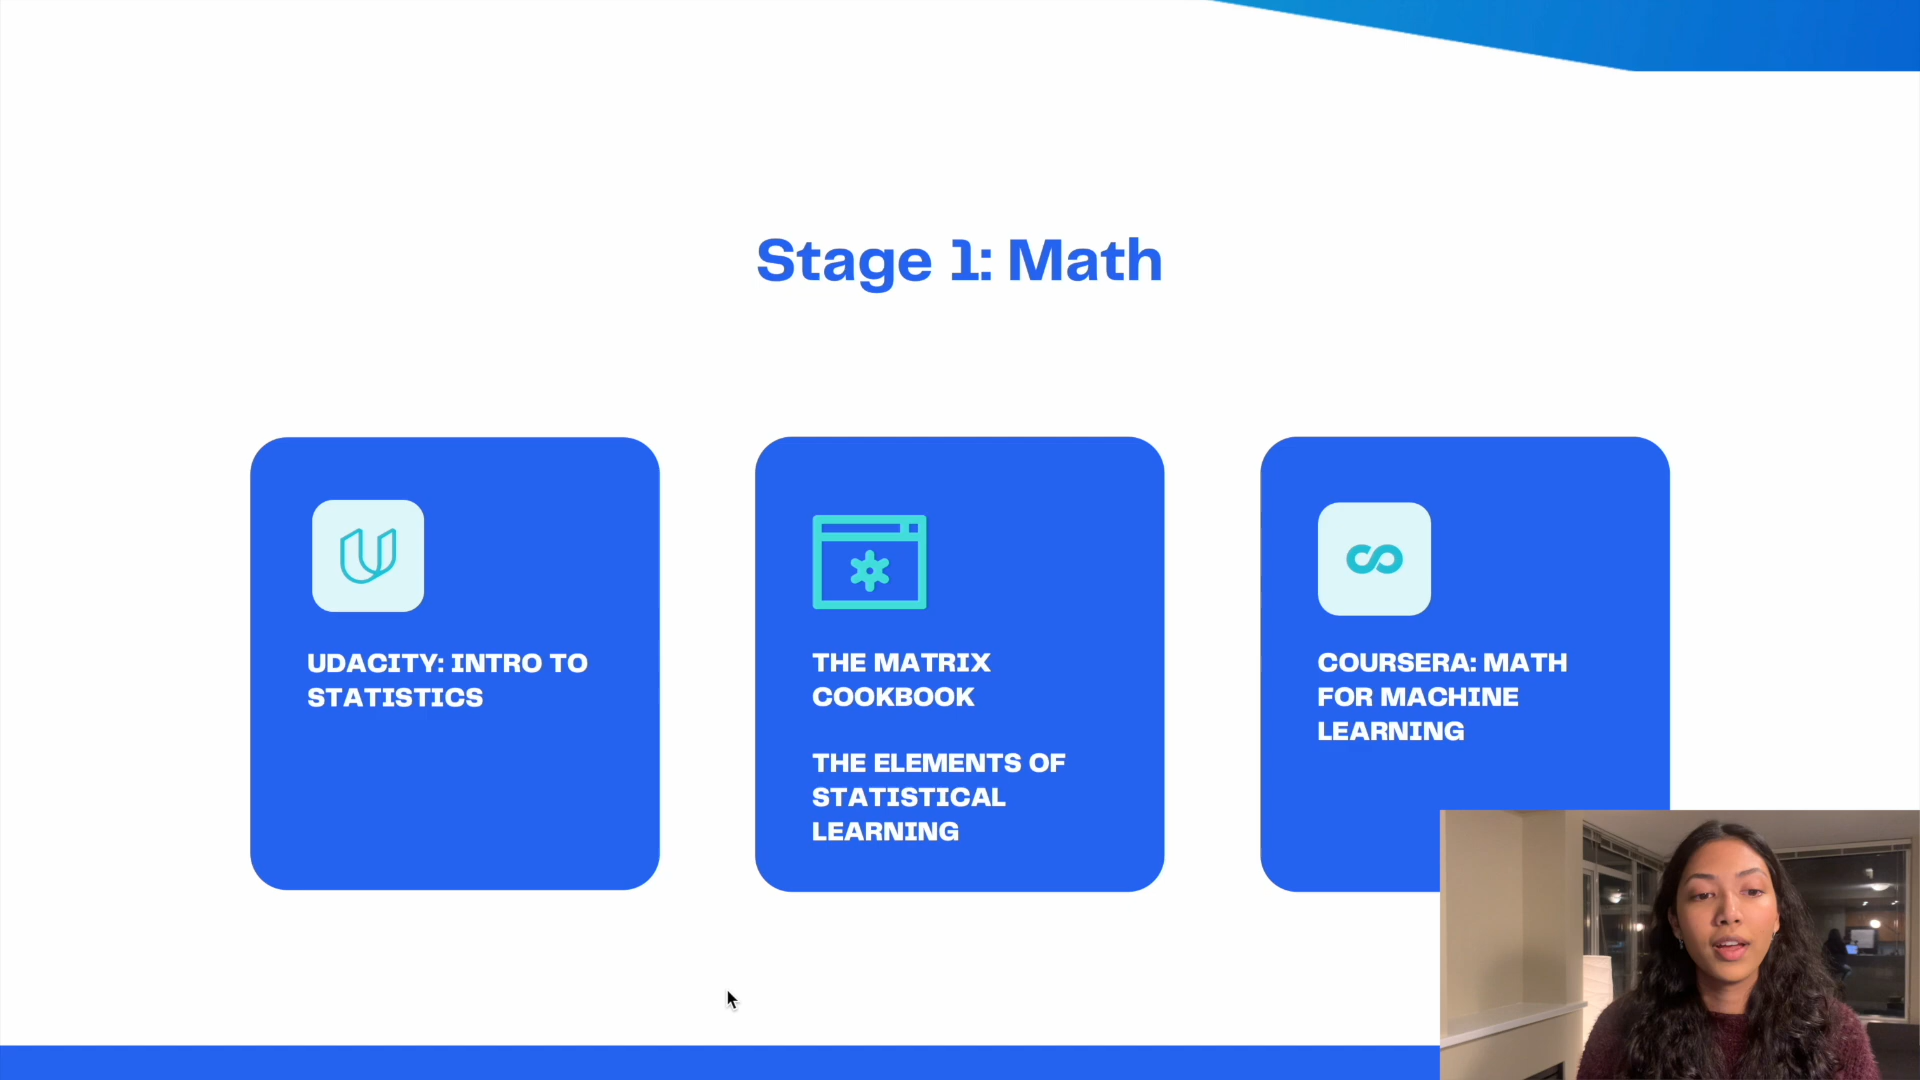 Stage 1: Math
UDACITY: INTRO TO
STATISTICS
THE MATRIX
COOKBOOK
THE ELEMENTS OF
STATISTICAL
LEARNING
COURSERA: MATH
FOR MACHINE
LEARNING